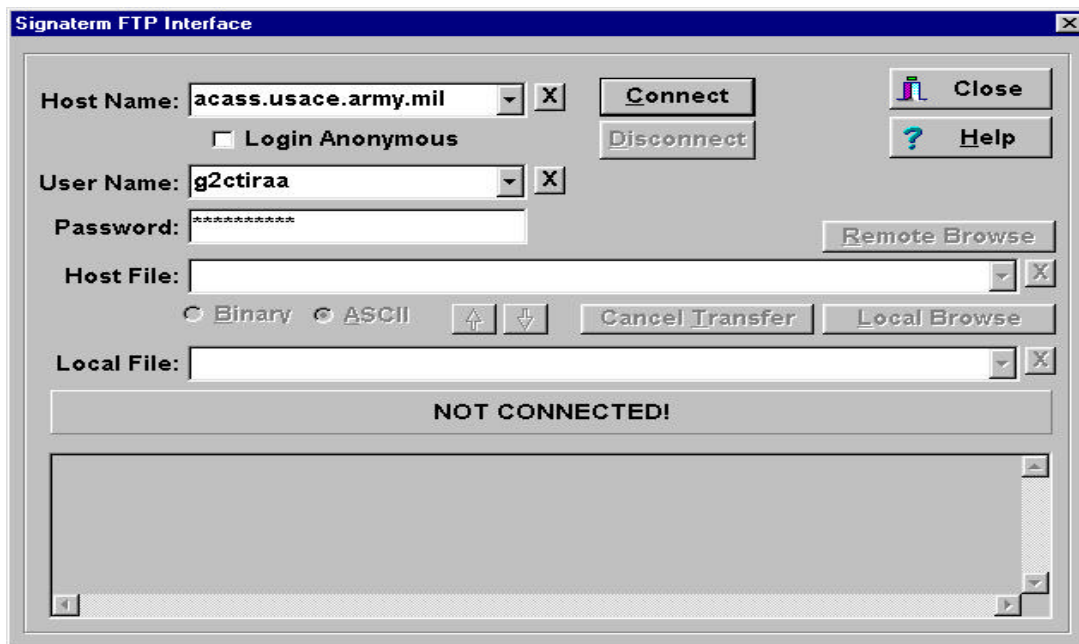 Signaterm FTP Interface
Host Name: acass.usace.army.mil X Connect Close
Login Anonymous Disconnect ? Help
User Name: g2ctiraa X
Password: **********
Remote Browse
Host File: X
Binary ASCII Cancel Transfer Local Browse
Local File: X
NOT CONNECTED!